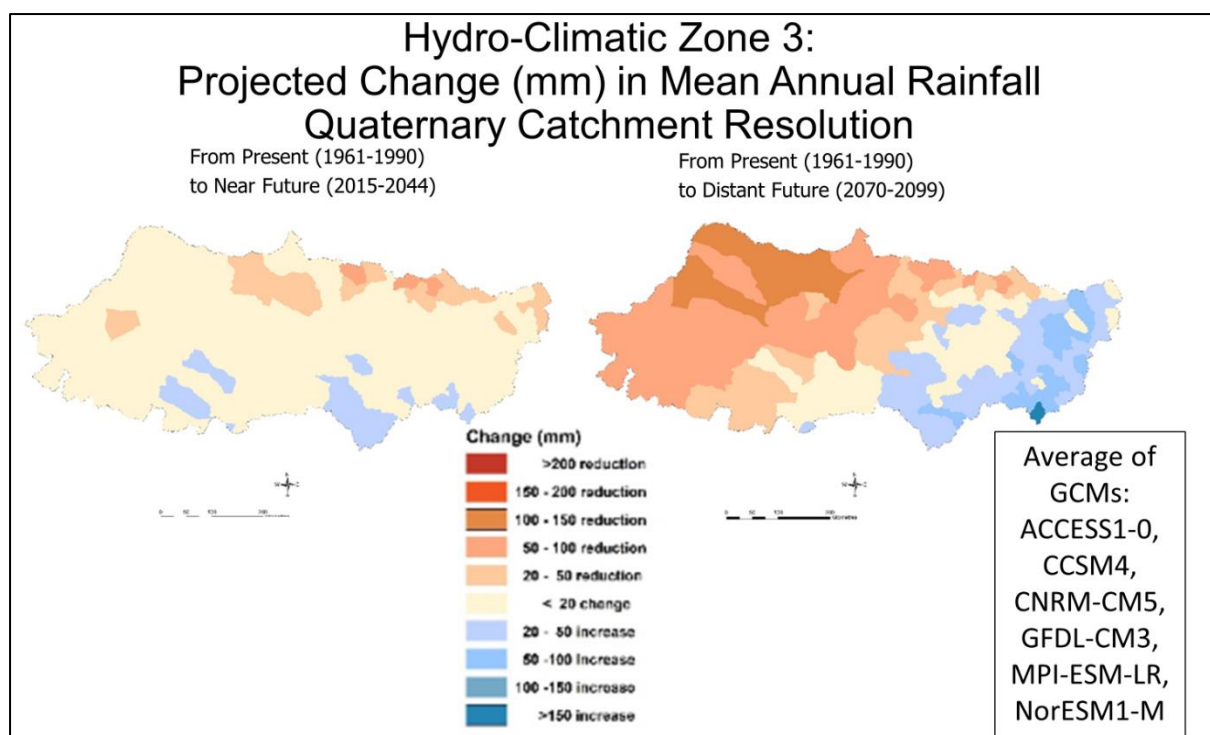 Hydro-Climatic Zone 3:
Projected Change (mm) in Mean Annual Rainfall
Quaternary Catchment Resolution
From Present (1961-1990)
to Near Future (2015-2044)
From Present (1961-1990)
to Distant Future (2070-2099)
Change (mm)
>200 reduction
150 - 200 reduction
100 - 150 reduction
50 - 100 reduction
20 - 50 reduction
< 20 change
20 - 50 increase
50 -100 Increase
100 -150 increase
>150 increase
Average of
GCMs:
ACCESS1-0,
CCSM4,
CNRM-CM5,
GFDL-CM3,
MPI-ESM-LR,
NorESM1-M